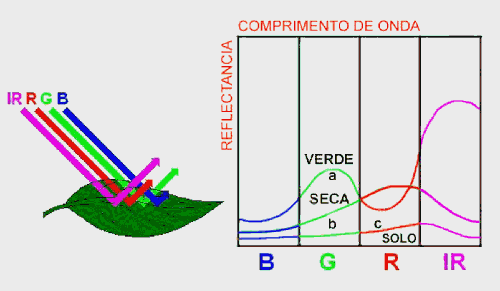 IR R G B
COMPRIMENTO DE ONDA
REFLECTANCIA
VERDE
a
SECA
b
c
SOLO
B
G
R
IR